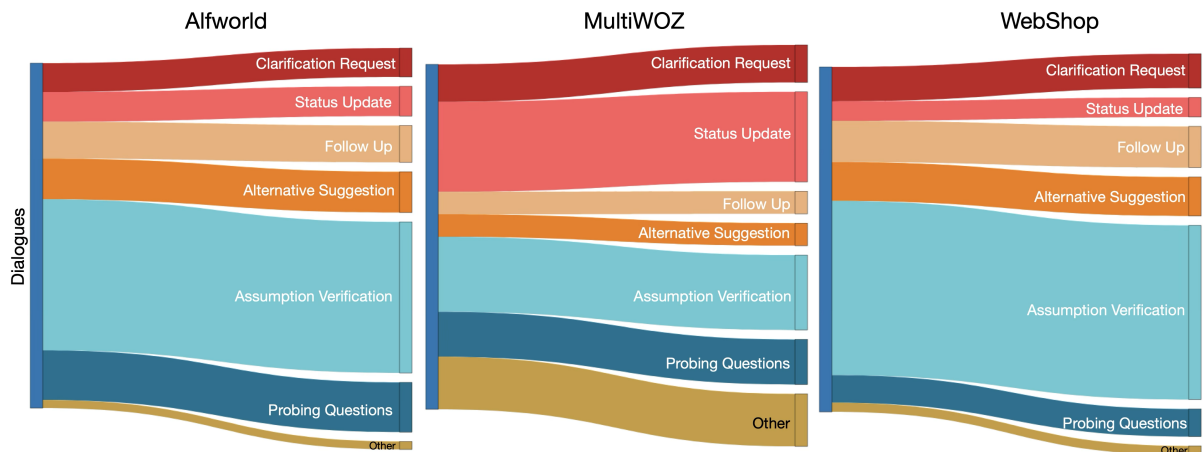 Alfworld
MultiWOZ
WebShop
Dialogues
Clarification Request
Status Update
Follow Up
Alternative Suggestion
Assumption Verification
Probing Questions
Other
Clarification Request
Status Update
Follow Up
Alternative Suggestion
Assumption Verification
Probing Questions
Other
Clarification Request
Status Update
Follow Up
Alternative Suggestion
Assumption Verification
Probing Questions
Other